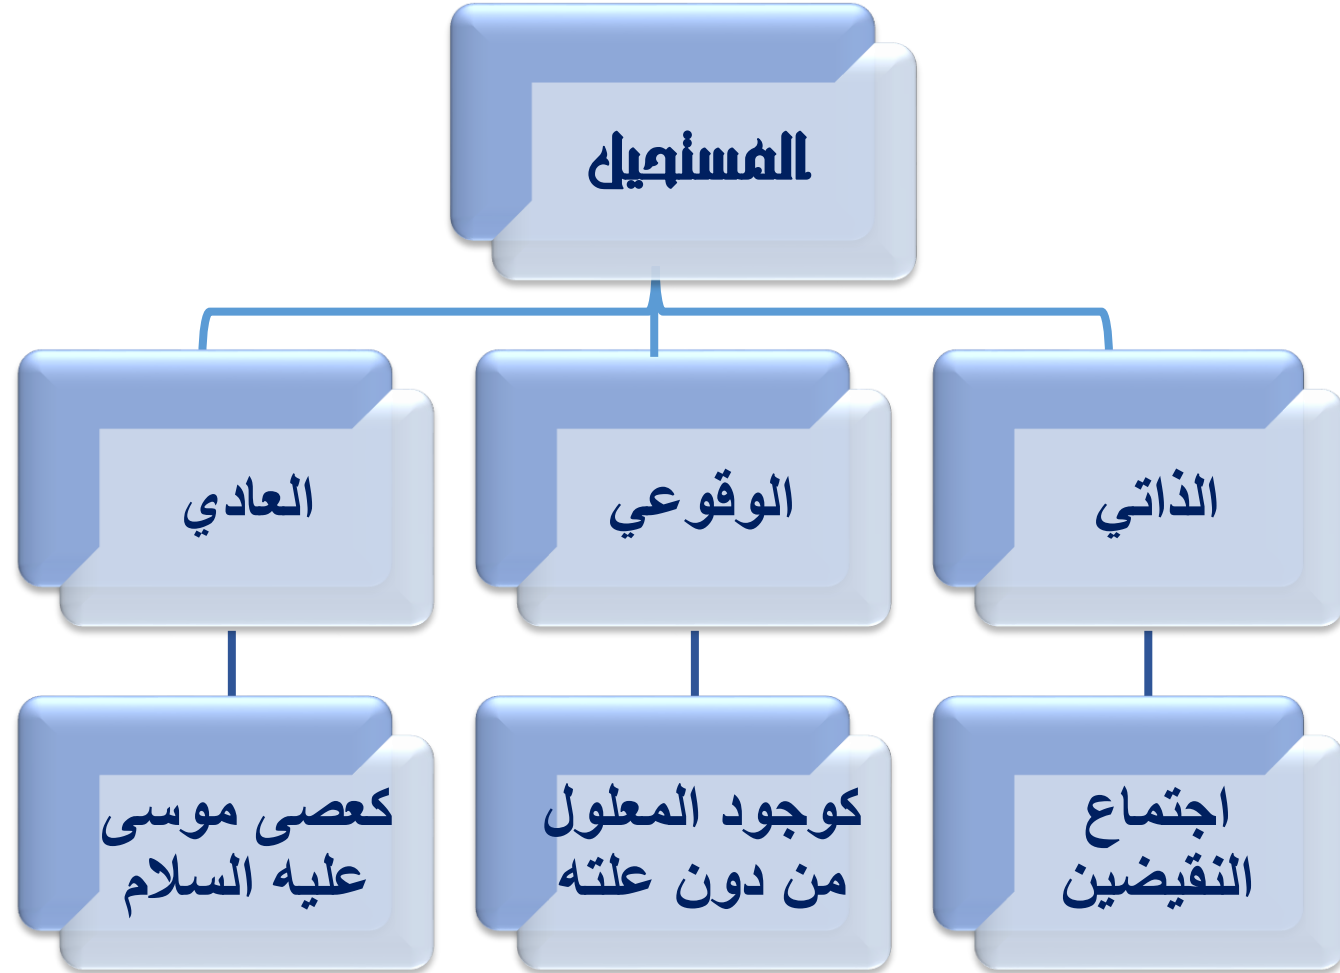 المستحيل
الذاتي
الوقوعي
العادي
اجتماع
النقيضين
كوجود المعلول
من دون علته
كعصى موسى
عليه السلام